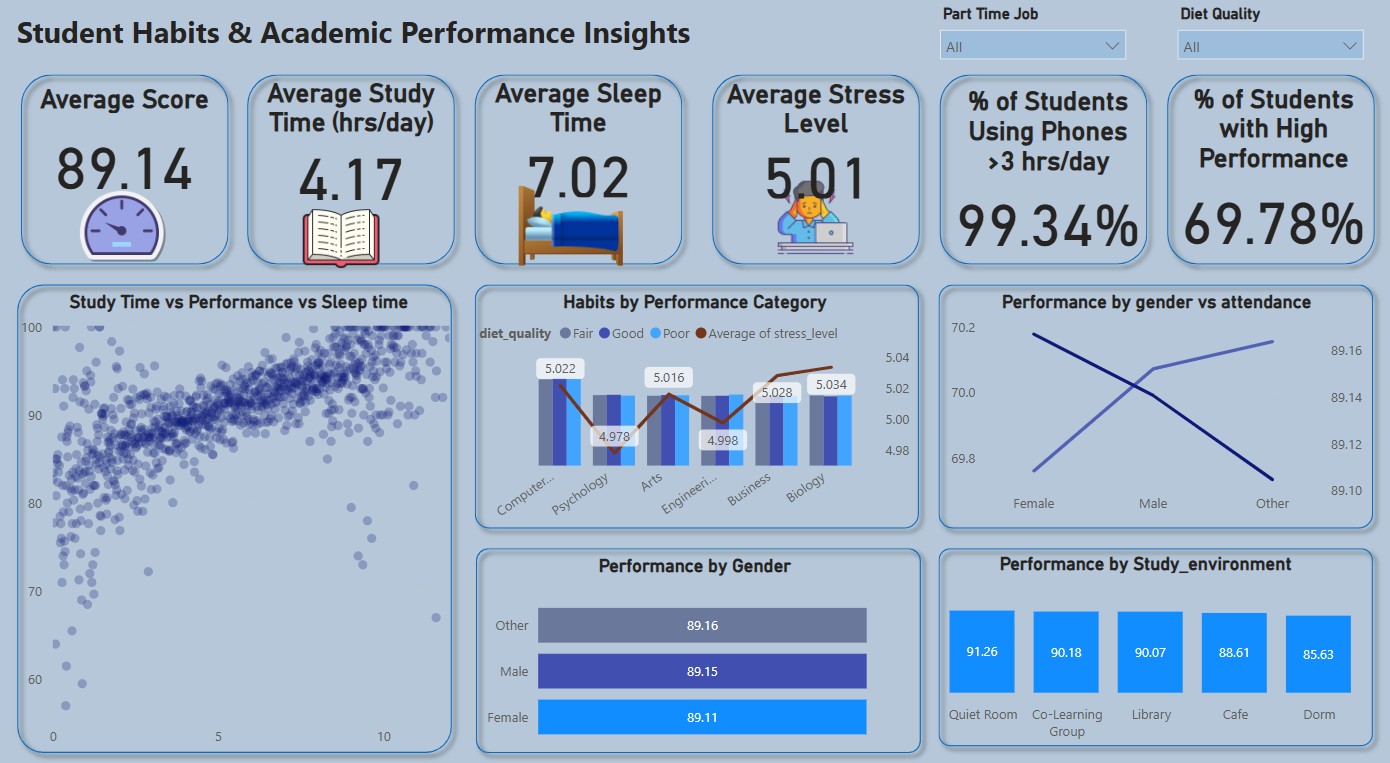 Student Habits & Academic Performance Insights
Part Time Job
All
Diet Quality
All
Average Score
89.14
Average Study
Time (hrs/day)
4.17
Average Sleep
Time
7.02
Average Stress
Level
5.01
% of Students
Using Phones
>3 hrs/day
99.34%
% of Students
with High
Performance
69.78%
Study Time vs Performance vs Sleep time
100
90
80
70
60
0
5
10
Habits by Performance Category
diet_quality Fair Good Poor Average of stress_level
5.022
4.978
5.016
4.998
5.028
5.034
5.04
5.02
5.00
4.98
Computer...
Psychology
Arts
Engineeri...
Business
Biology
Performance by gender vs attendance
70.2
70.0
69.8
89.16
89.14
89.12
89.10
Female
Male
Other
Performance by Gender
Other 89.16
Male 89.15
Female 89.11
Performance by Study_environment
91.26
90.18
90.07
88.61
85.63
Quiet Room
Co-Learning
Group
Library
Cafe
Dorm